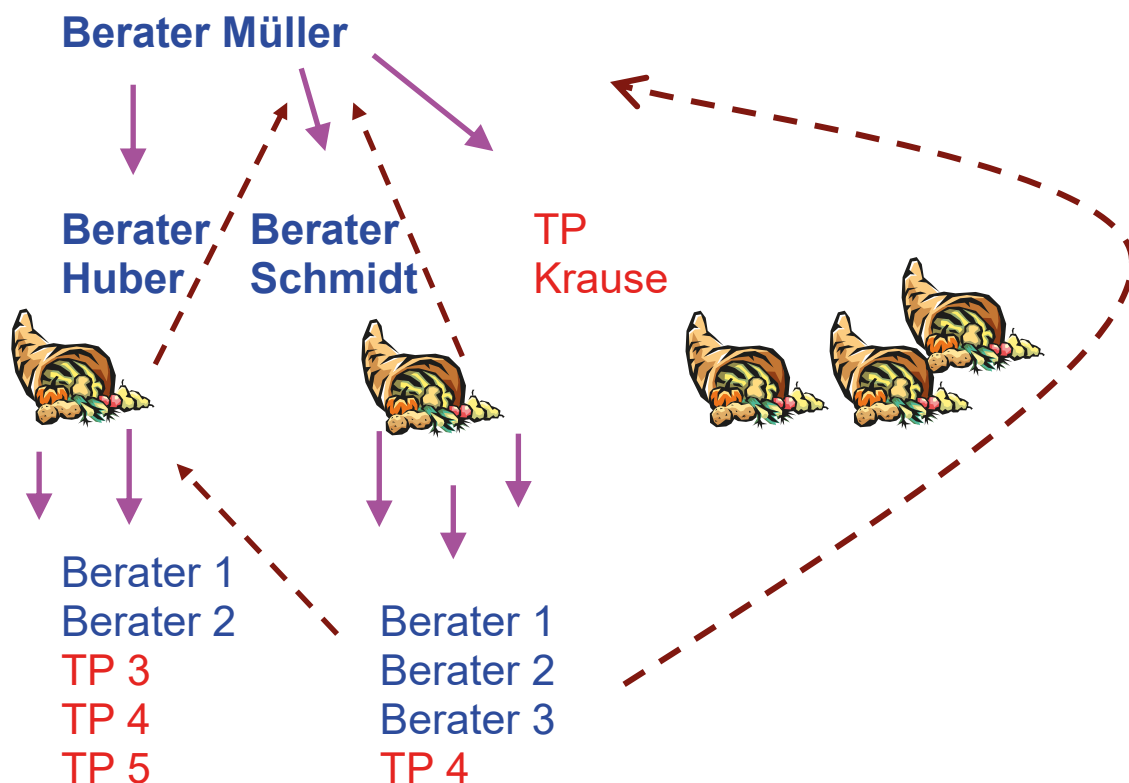 Berater Müller
Berater
Huber
Berater
Schmidt
TP
Krause
Berater 1
Berater 2
TP 3
TP 4
TP 5
Berater 1
Berater 2
Berater 3
TP 4